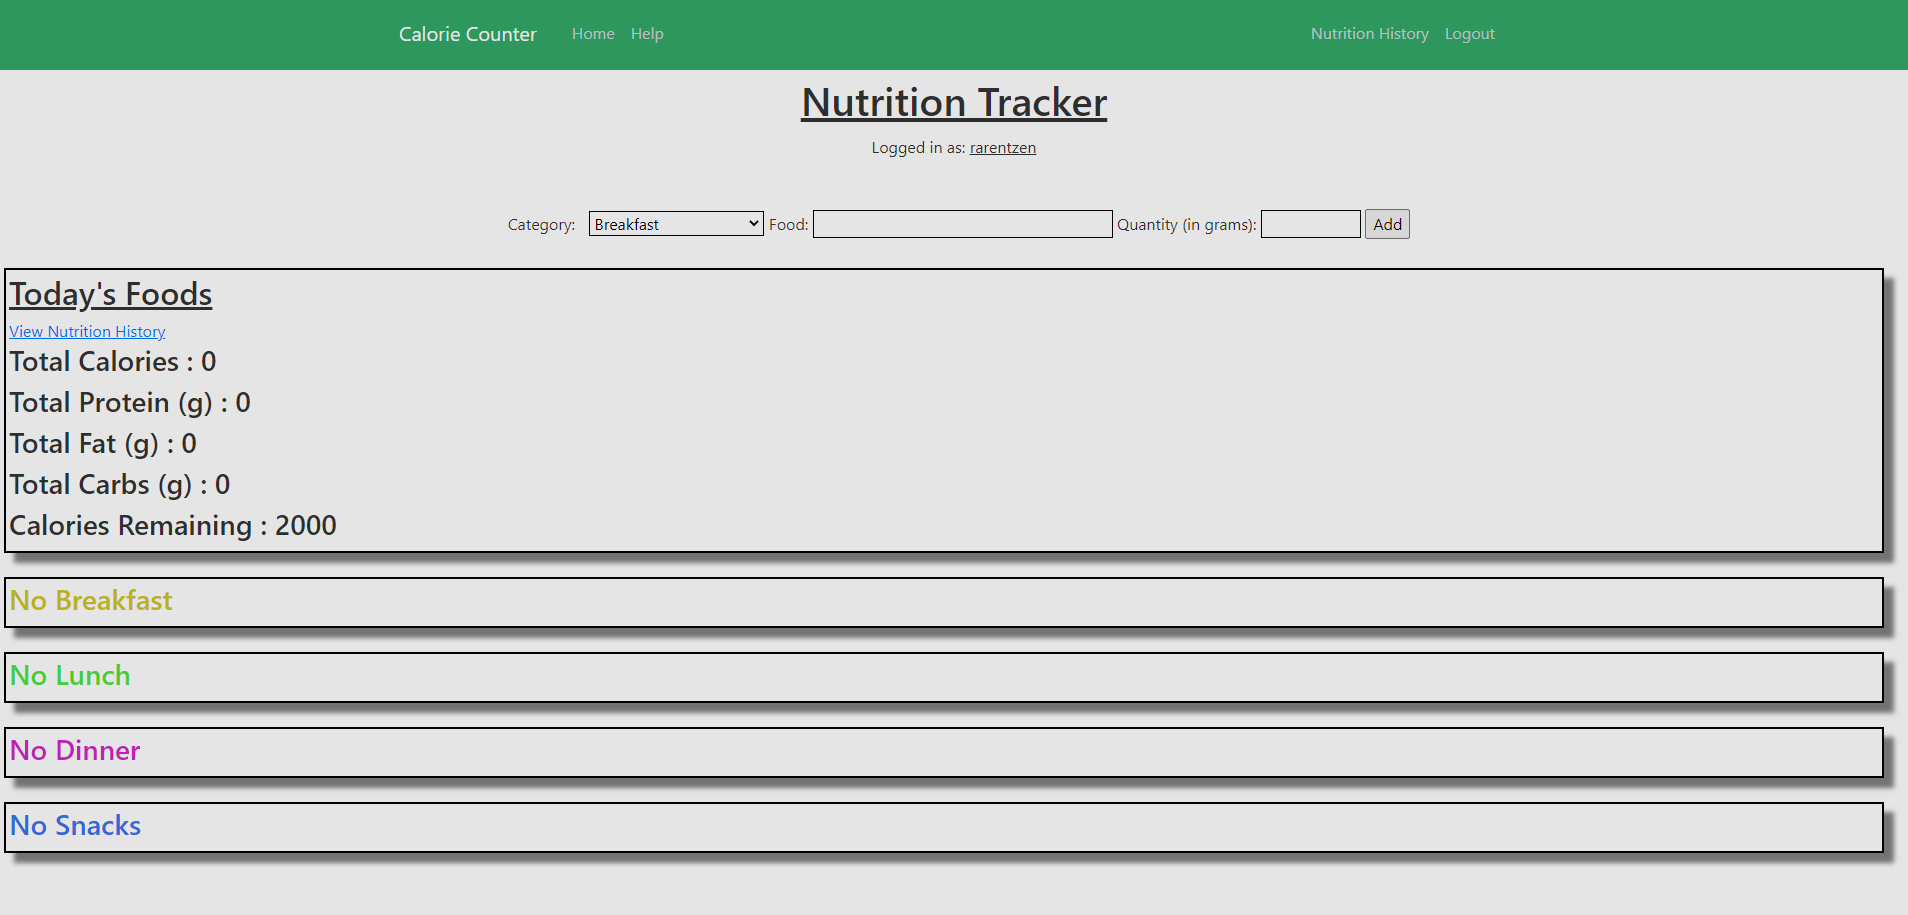 Calorie Counter Home Help Nutrition History Logout
Nutrition Tracker
Logged in as: rarentzen
Category: Breakfast Food: Quantity (in grams): Add
Today's Foods
View Nutrition History
Total Calories : 0
Total Protein (g) : 0
Total Fat (g) : 0
Total Carbs (g) : 0
Calories Remaining : 2000
No Breakfast
No Lunch
No Dinner
No Snacks